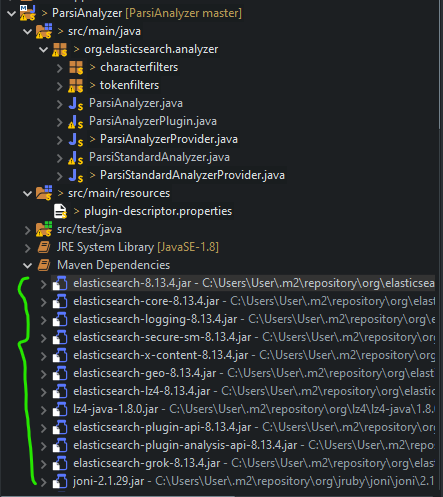 > ParsiAnalyzer [ParsiAnalyzer master]
> src/main/java
> org.elasticsearch.analyzer
> characterfilters
> tokenfilters
ParsiAnalyzer.java
ParsiAnalyzerPlugin.java
> ParsiAnalyzerProvider.java
ParsiStandardAnalyzer.java
> ParsiStandardAnalyzerProvider.java
> src/main/resources
> plugin-descriptor.properties
src/test/java
JRE System Library [JavaSE-1.8]
Maven Dependencies
elasticsearch-8.13.4.jar - C:\Users\User\.m2\repository\org\elasticsea
elasticsearch-core-8.13.4.jar - C:\Users\User\.m2\repository\org\elast
elasticsearch-logging-8.13.4.jar - C:\Users\User\.m2\repository\org\el
elasticsearch-secure-sm-8.13.4.jar - C:\Users\User\.m2\repository\org
elasticsearch-x-content-8.13.4.jar - C:\Users\User\.m2\repository\org
elasticsearch-geo-8.13.4.jar - C:\Users\User\.m2\repository\org\elasti
elasticsearch-lz4-8.13.4.jar - C:\Users\User\.m2\repository\org\elastic
lz4-java-1.8.0.jar - C:\Users\User\.m2\repository\org\lz4\lz4-java\1.8.
elasticsearch-plugin-api-8.13.4.jar - C:\Users\User\.m2\repository\org
elasticsearch-plugin-analysis-api-8.13.4.jar - C:\Users\User\.m2\repo
elasticsearch-grok-8.13.4.jar - C:\Users\User\.m2\repository\org\elas
joni-2.1.29.jar - C:\Users\User\.m2\repository\org\jruby\joni\joni\2.1